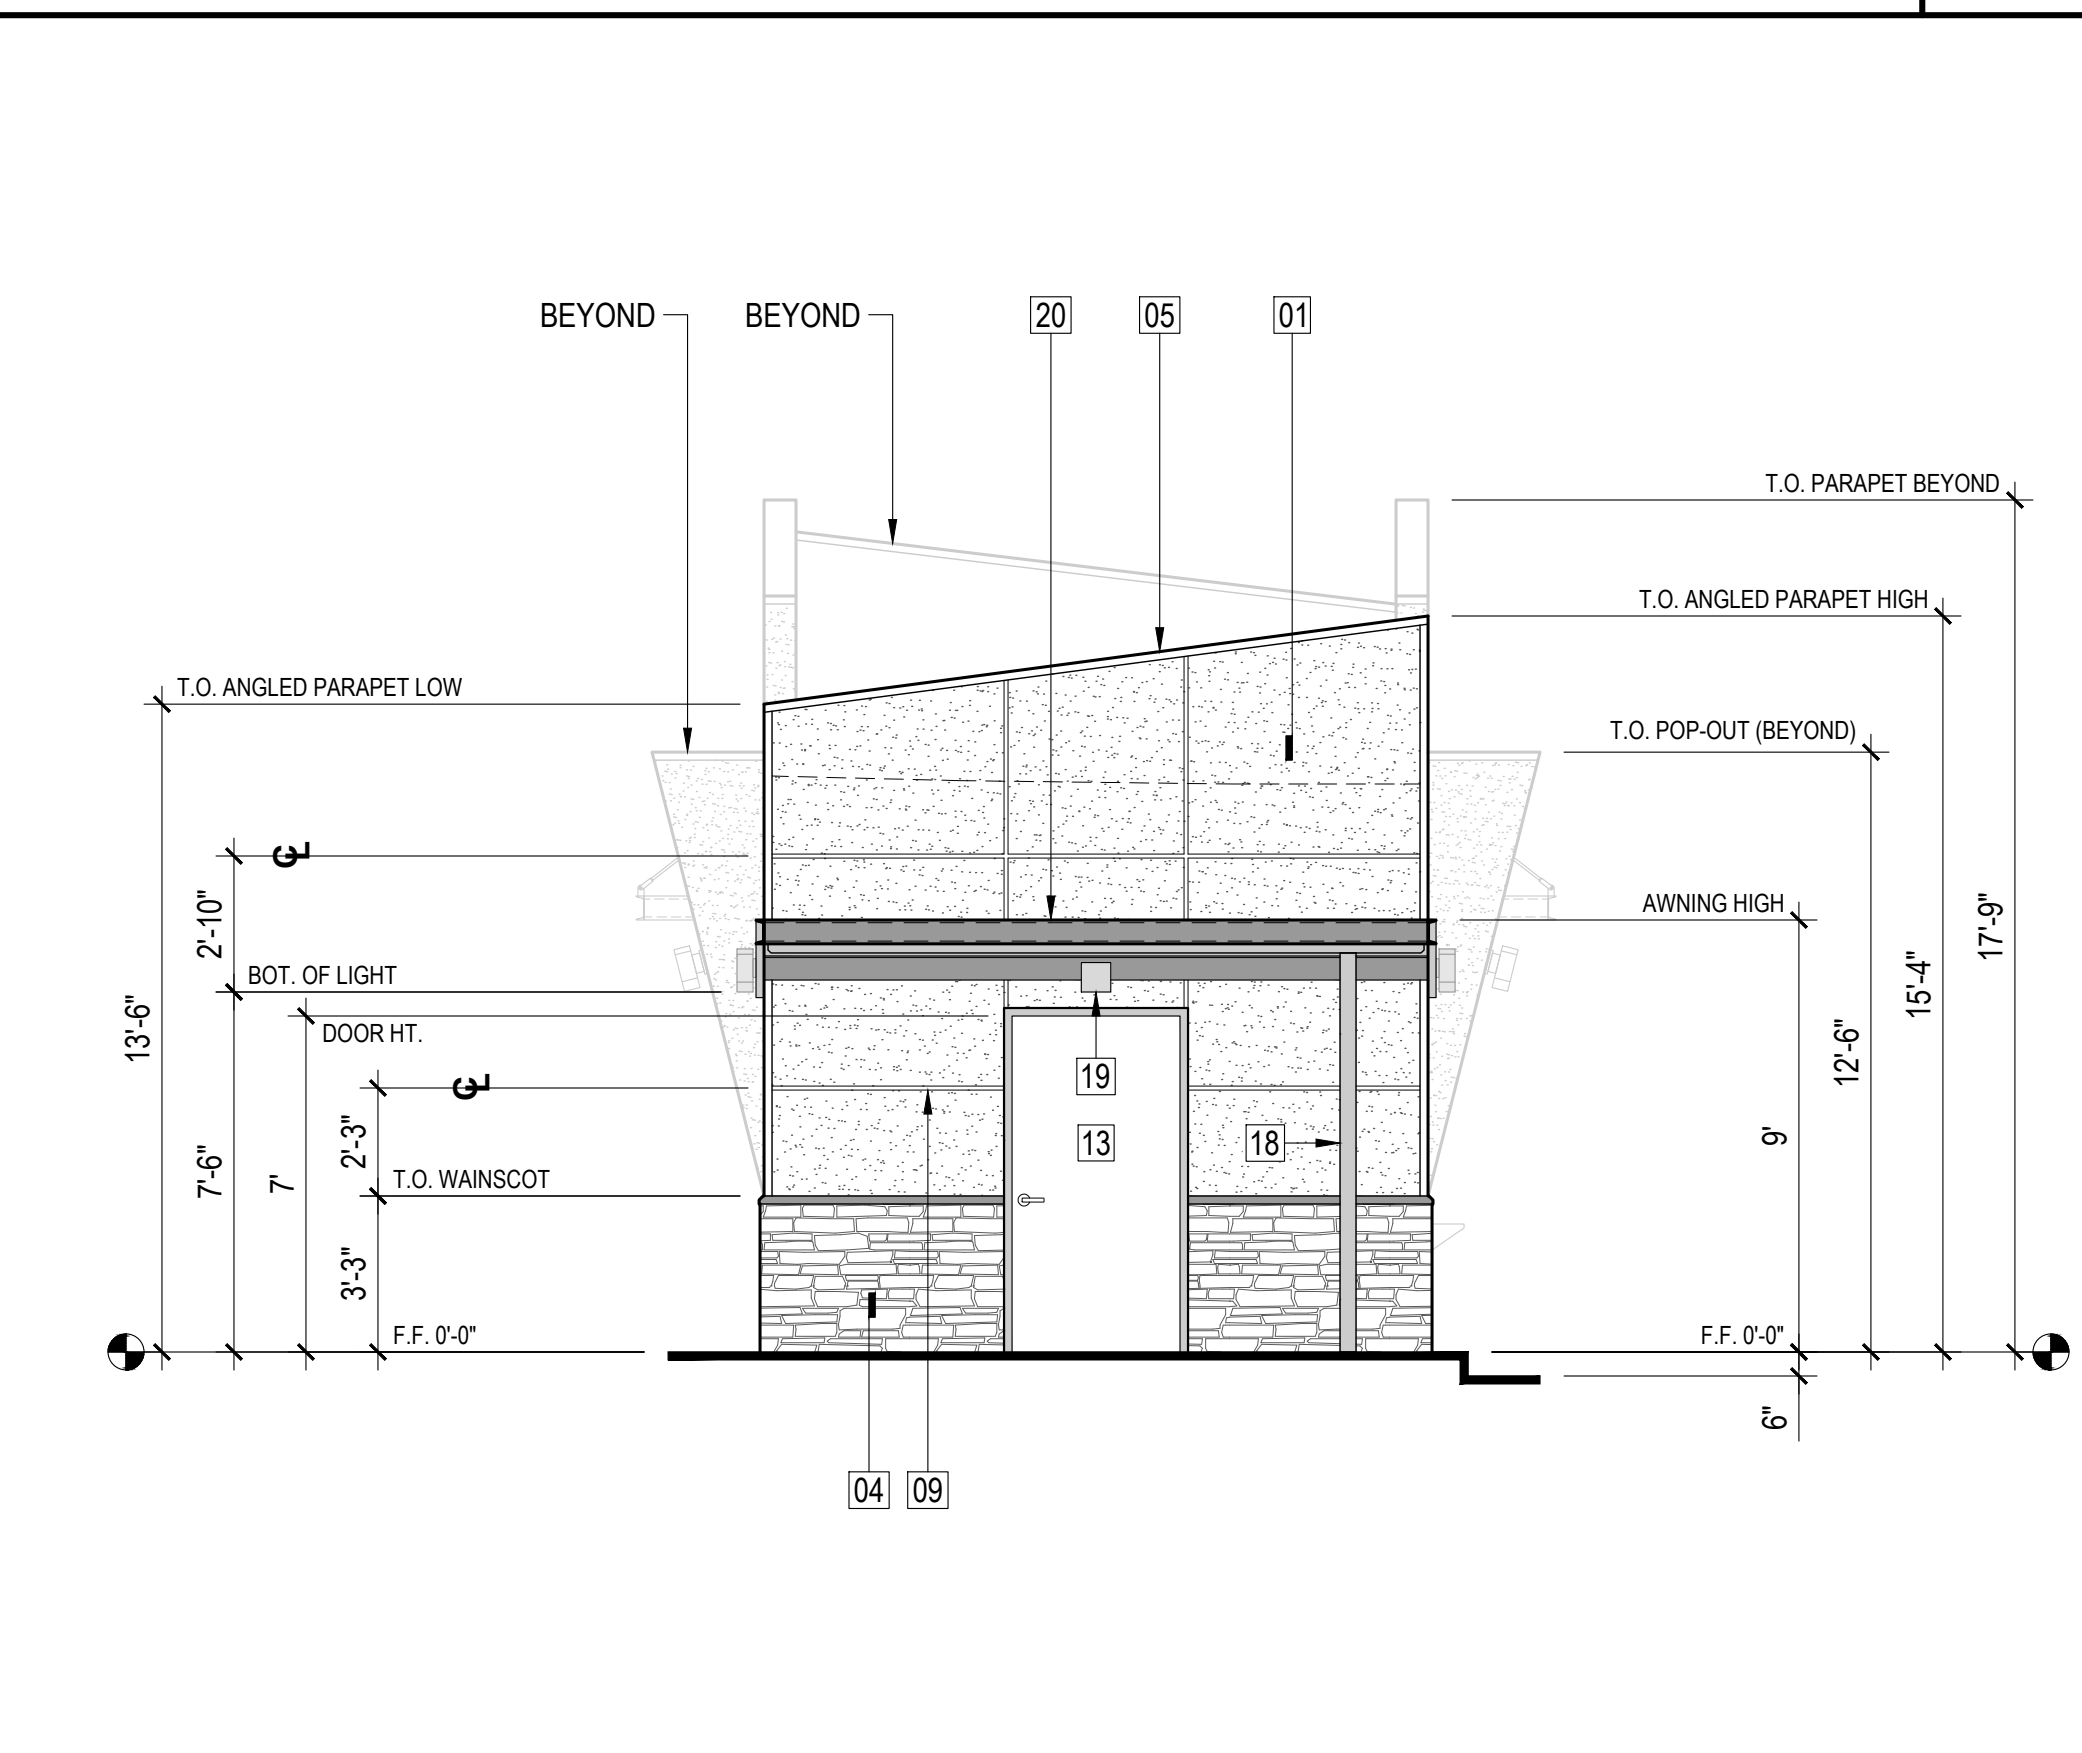 BEYOND
BEYOND
20
05
01
T.O. PARAPET BEYOND
T.O. ANGLED PARAPET HIGH
T.O. ANGLED PARAPET LOW
T.O. POP-OUT (BEYOND)
CL
AWNING HIGH
2'-10"
17'-9"
BOT. OF LIGHT
15'-4"
13'-6"
DOOR HT.
12'-6"
19
CL
2'-3"
13
18
9'
7'-6"
7'
T.O. WAINSCOT
3'-3"
F.F. 0'-0"
F.F. 0'-0"
6"
04
09